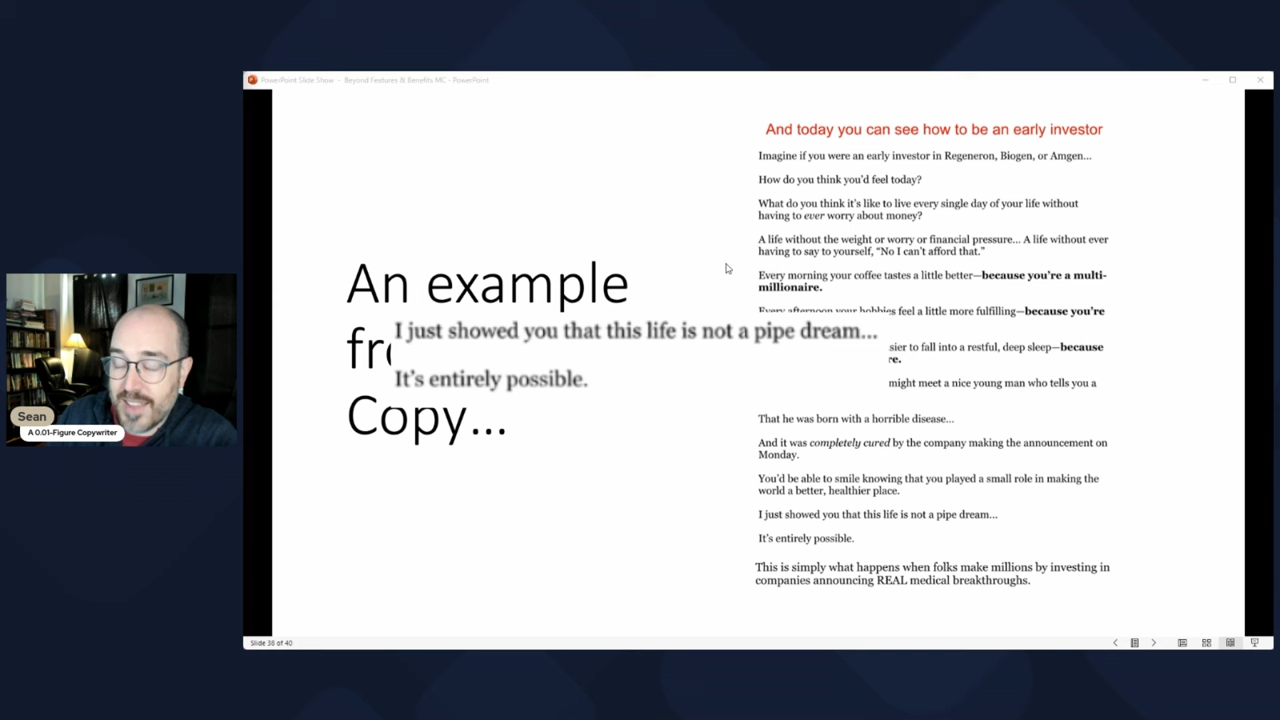 PowerPoint Slide Show - Beyond Features & Benefits MC - PowerPoint
And today you can see how to be an early investor
Imagine if you were an early investor in Regeneron, Biogen, or Amgen...
How do you think you'd feel today?
What do you think it's like to live every single day of your life without
having to ever worry about money?
A life without the weight or worry or financial pressure... A life without ever
having to say to yourself, “No I can't afford that.”
Every morning your coffee tastes a little better—because you're a multi-
millionaire.
Every afternoon your hobbies feel a little more fulfilling—because you're
sier to fall into a restful, deep sleep—because
re.
might meet a nice young man who tells you a
That he was born with a horrible disease...
And it was completely cured by the company making the announcement on
Monday.
You'd be able to smile knowing that you played a small role in making the
world a better, healthier place.
I just showed you that this life is not a pipe dream...
It's entirely possible.
This is simply what happens when folks make millions by investing in
companies announcing REAL medical breakthroughs.
An example
fr
Copy...
I just showed you that this life is not a pipe dream...
It's entirely possible.
Sean
A 0.01-Figure Copywriter
Slide 38 of 40